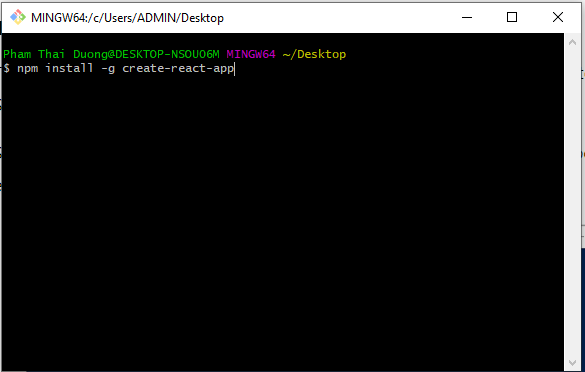 MINGW64:/c/Users/ADMIN/Desktop
Pham Thai Duong@DESKTOP-NSOUO6M MINGW64 ~/Desktop
$ npm install -g create-react-app